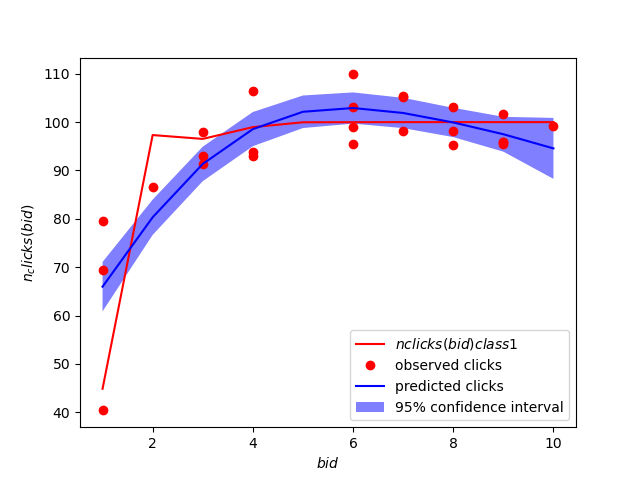 110
100
90
80
70
60
50
40
n_clicks(bid)
nclicks(bid)class1
observed clicks
predicted clicks
95% confidence interval
2
4
6
8
10
bid